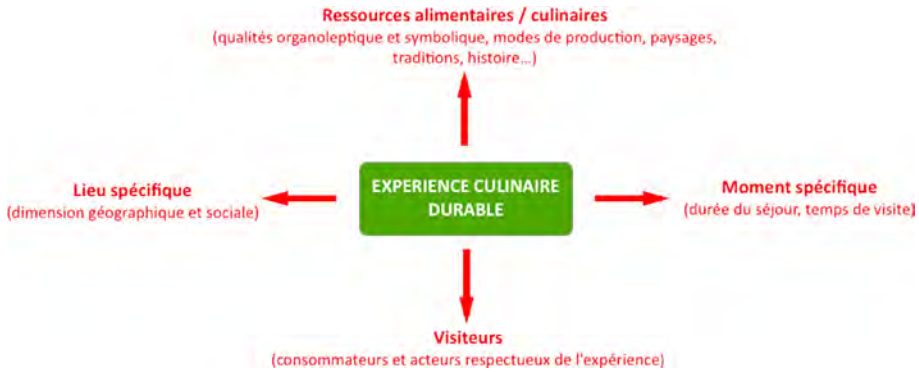 Ressources alimentaires / culinaires
(qualités organoleptique et symbolique, modes de production, paysages,
traditions, histoire...)
Lieu spécifique
(dimension géographique et sociale)
EXPERIENCE CULINAIRE
DURABLE
Moment spécifique
(durée du séjour, temps de visite)
Visiteurs
(consommateurs et acteurs respectueux de l'expérience)